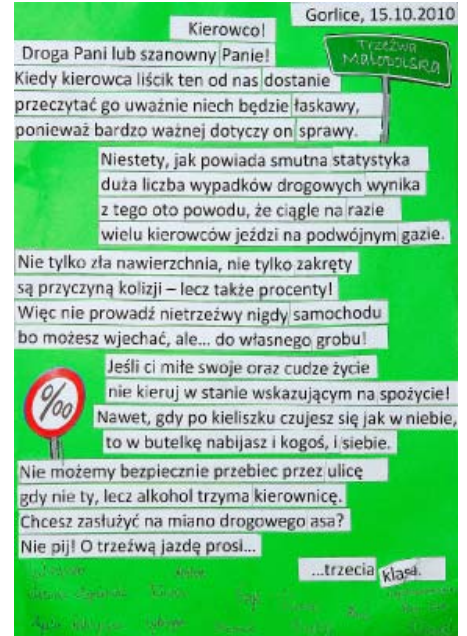 Gorlice, 15.10.2010
Kierowco!
Droga Pani lub szanowny Panie!
Trzeźwa
Małopolska
Kiedy kierowca liścik ten od nas dostanie
przeczytać go uważnie niech będzie łaskawy,
ponieważ bardzo ważnej dotyczy on sprawy.
Niestety, jak powiada smutna statystyka
duża liczba wypadków drogowych wynika
z tego oto powodu, że ciągle na razie
wielu kierowców jeździ na podwójnym gazie.
Nie tylko zła nawierzchnia, nie tylko zakręty
są przyczyną kolizji – lecz także procenty!
Więc nie prowadź nietrzeźwy nigdy samochodu
bo możesz wjechać, ale... do własnego grobu!
Jeśli ci miłe swoje oraz cudze życie
nie kieruj w stanie wskazującym na spożycie!
Nawet, gdy po kieliszku czujesz się jak w niebie,
to w butelkę nabijasz i kogoś, i siebie.
‰
Nie możemy bezpiecznie przebiec przez ulicę
gdy nie ty, lecz alkohol trzyma kierownicę.
Chcesz zasłużyć na miano drogowego asa?
Nie pij! O trzeźwą jazdę prosi...
...trzecia klasa.